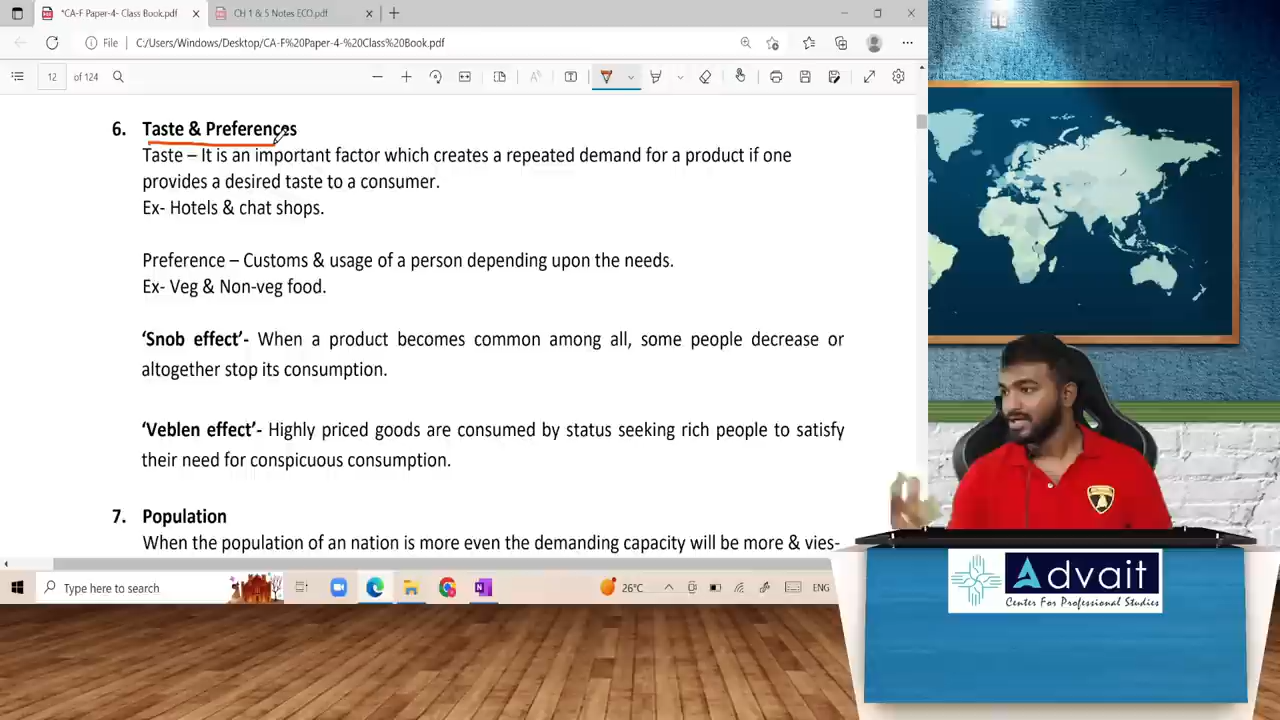 *CA-F Paper-4- Class Book.pdf
CH 1 & 5 Notes ECO.pdf
File
C:/Users/Windows/Desktop/CA-F%20Paper-4-%20Class%20Book.pdf
12 of 124
6. Taste & Preferences
Taste – It is an important factor which creates a repeated demand for a product if one
provides a desired taste to a consumer.
Ex- Hotels & chat shops.
Preference – Customs & usage of a person depending upon the needs.
Ex- Veg & Non-veg food.
‘Snob effect’- When a product becomes common among all, some people decrease or
altogether stop its consumption.
‘Veblen effect’- Highly priced goods are consumed by status seeking rich people to satisfy
their need for conspicuous consumption.
7. Population
When the population of an nation is more even the demanding capacity will be more & vies-
Type here to search
26°C
ENG
Advait
Center For Professional Studies